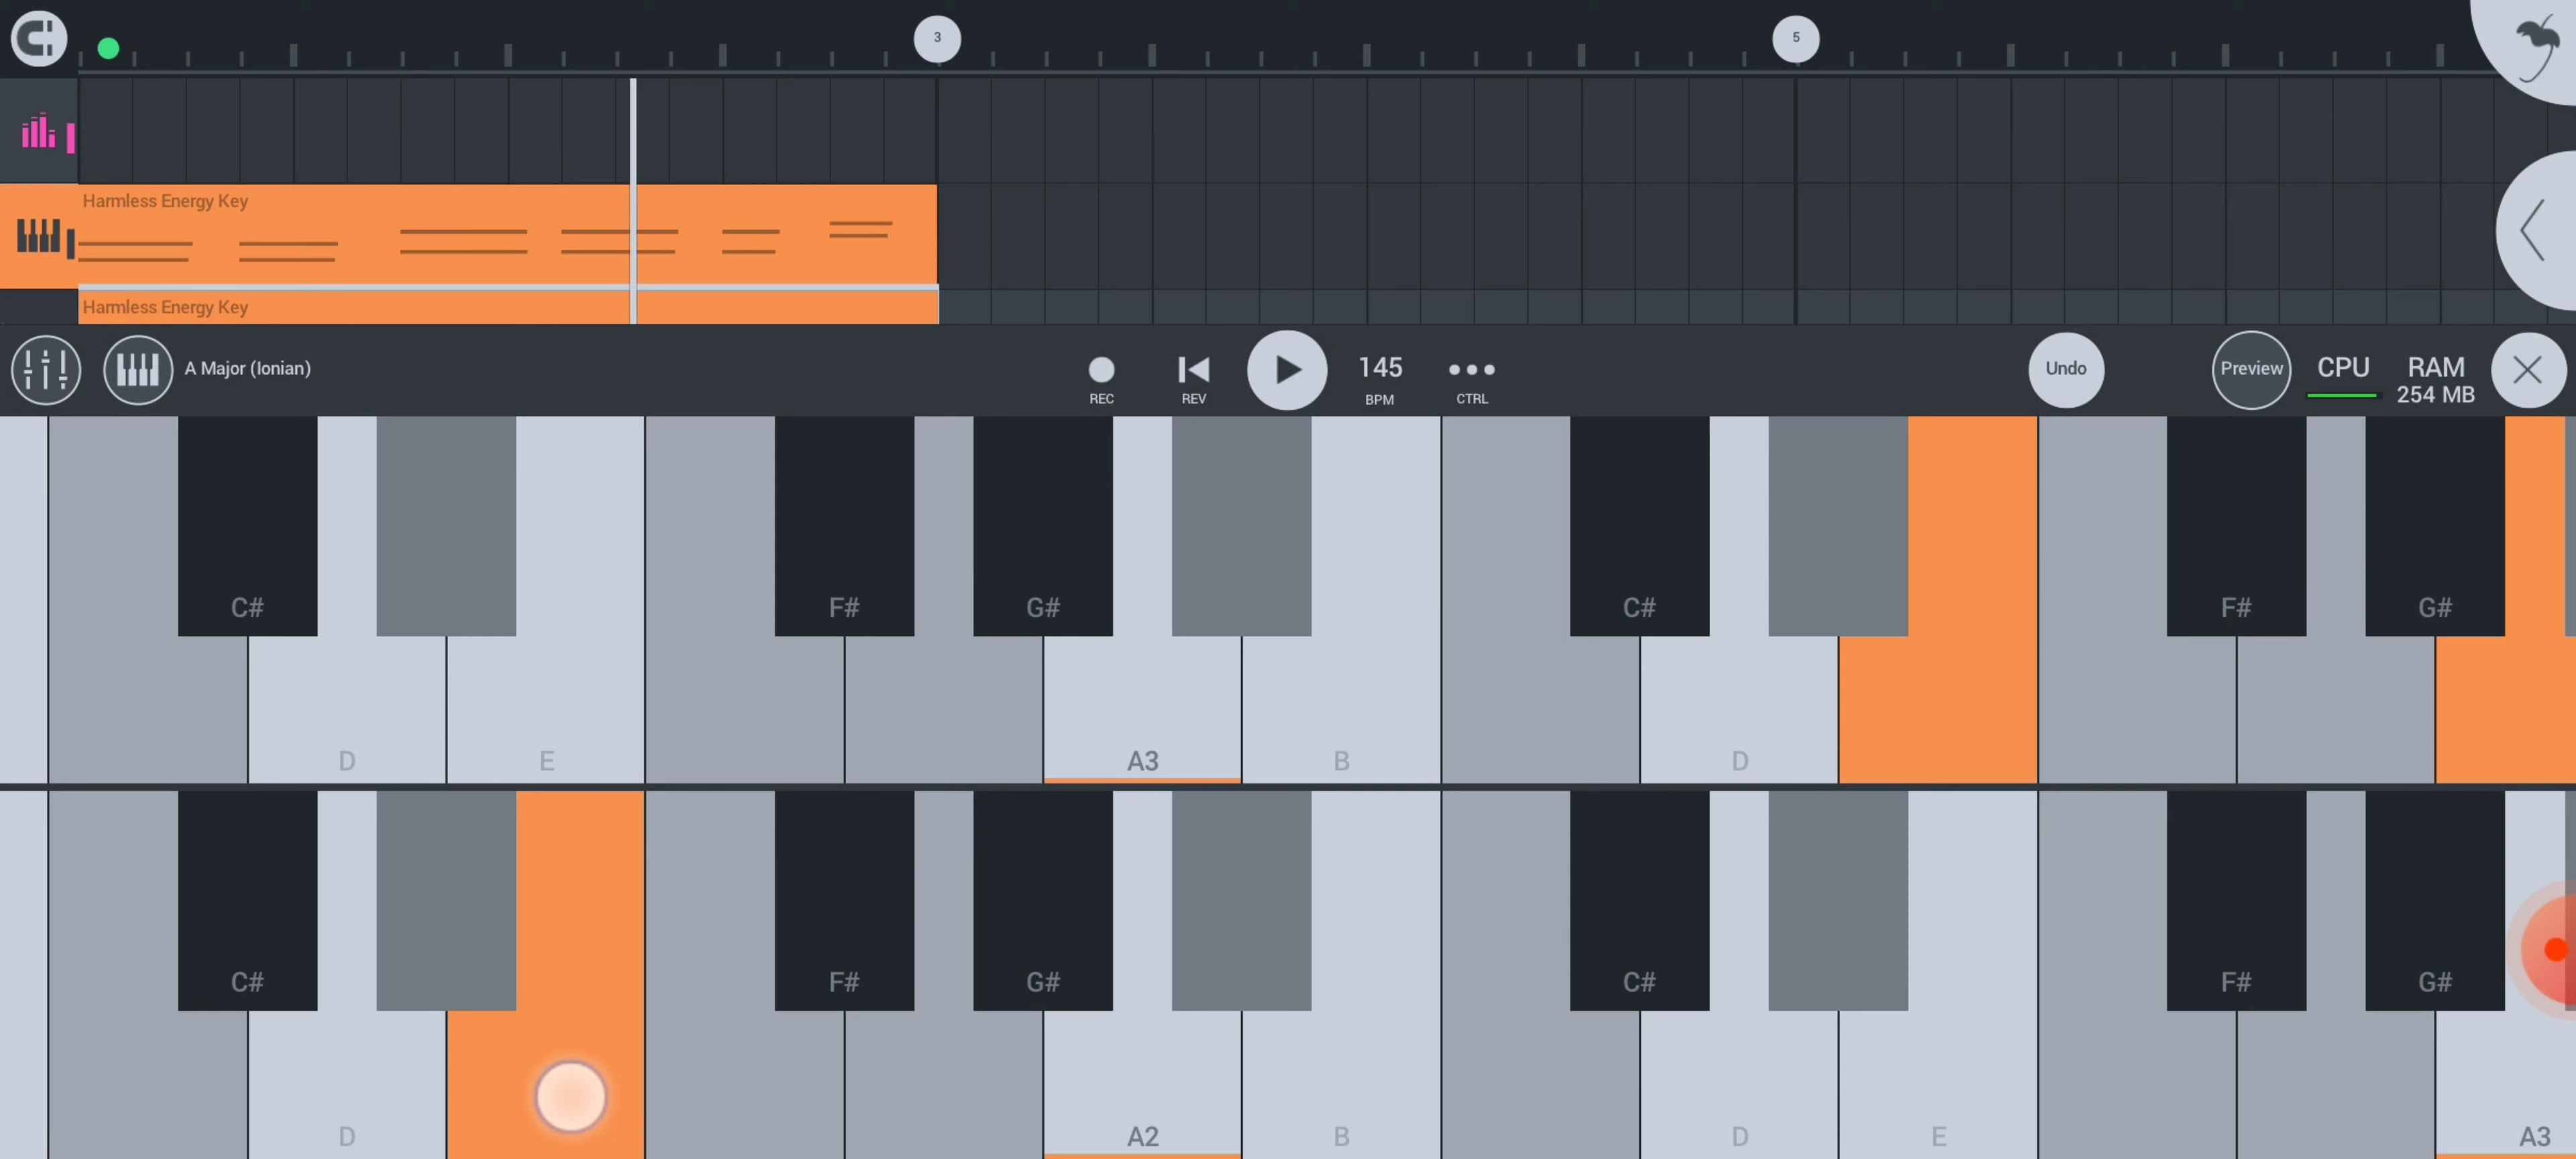 3
5
Harmless Energy Key
Harmless Energy Key
A Major (Ionian)
REC
REV
145
BPM
CTRL
Undo
Preview
CPU
RAM
254 MB
C#
F#
G#
C#
F#
G#
D
E
A3
B
D
C#
F#
G#
C#
F#
G#
D
A2
B
D
E
A3